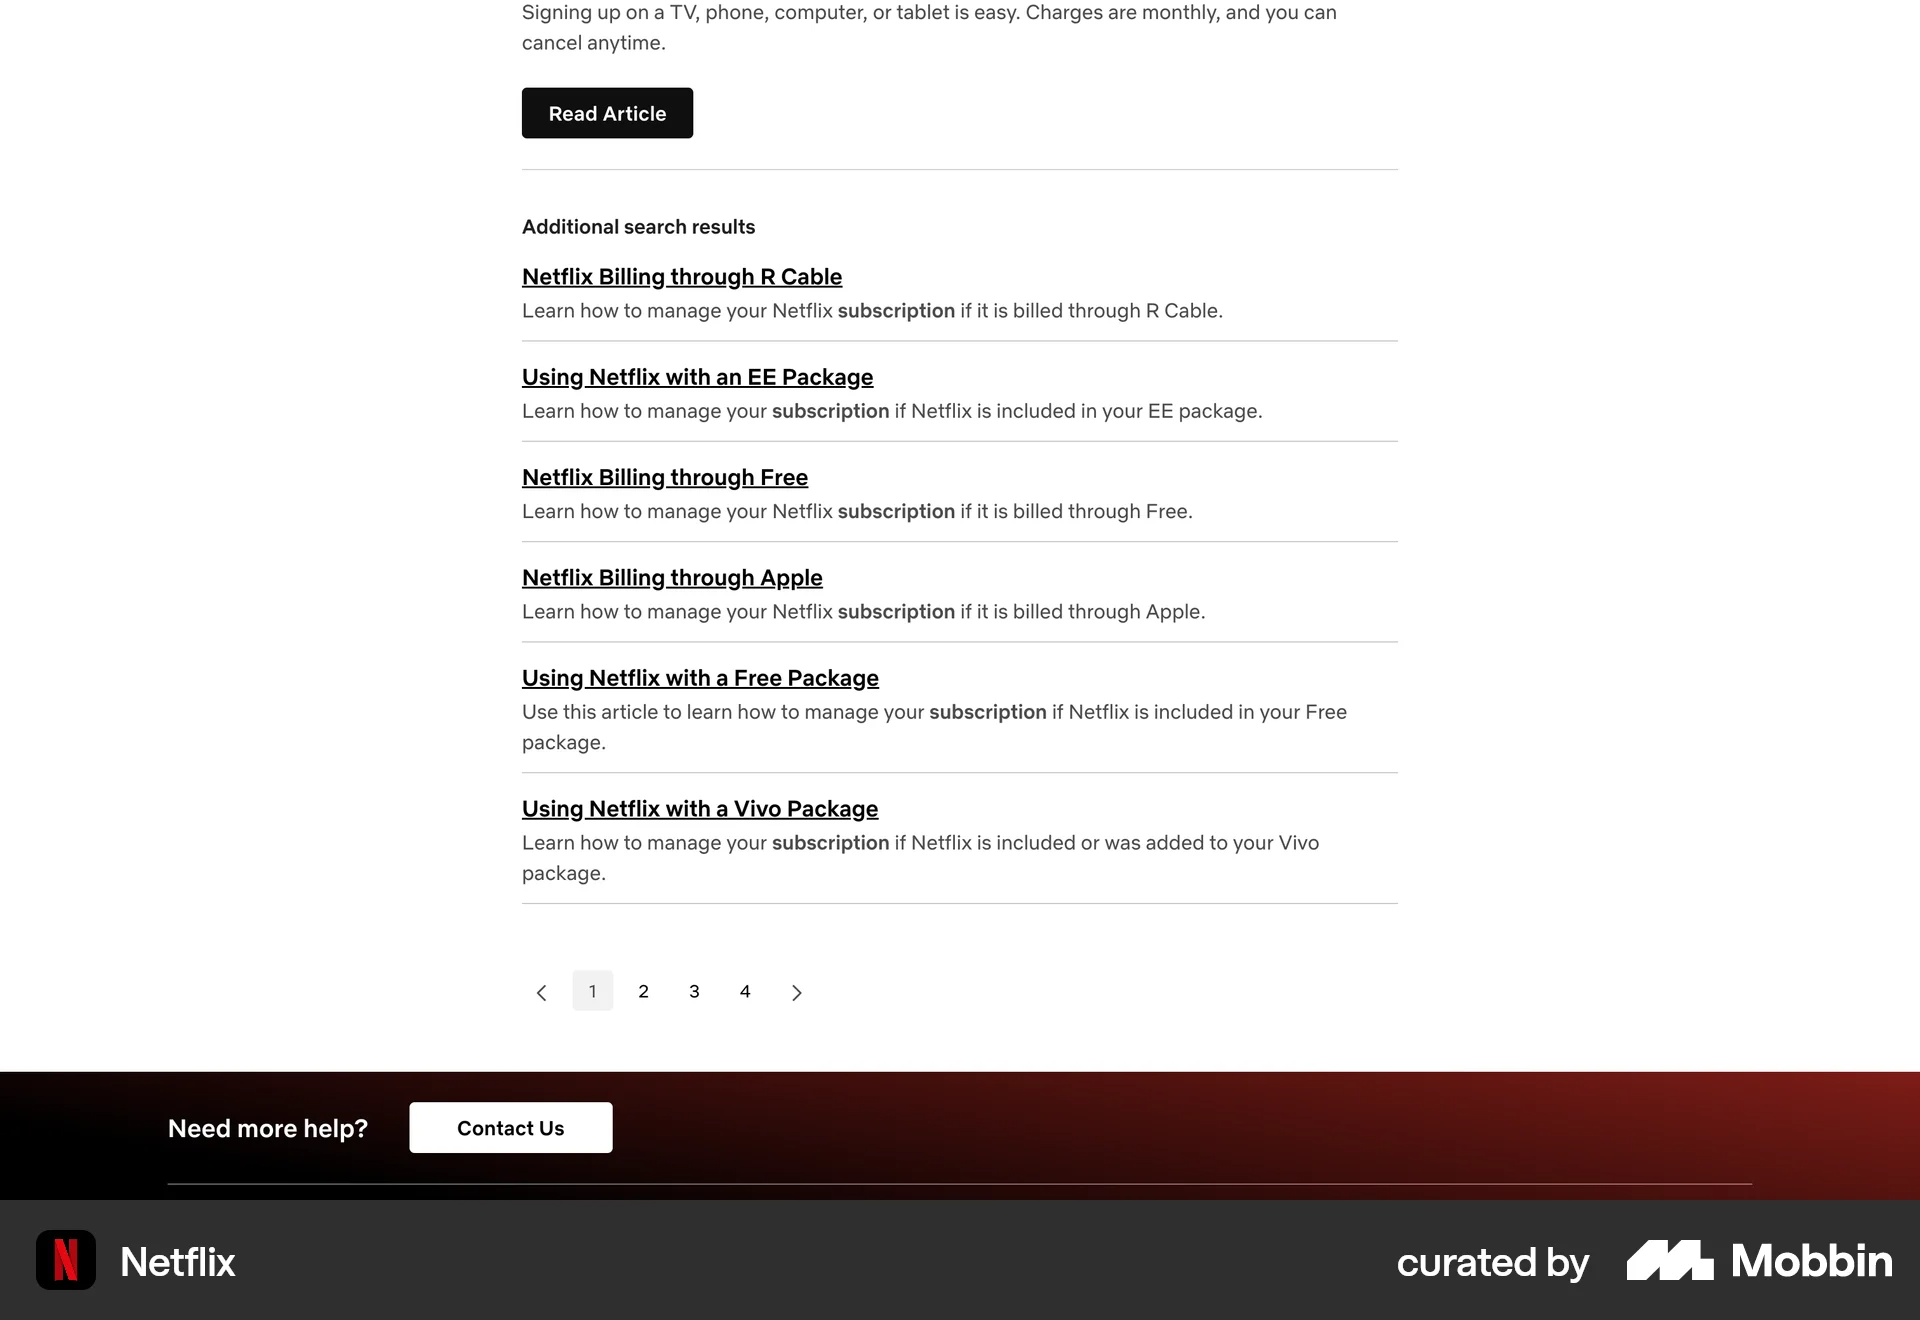 Signing up on a TV, phone, computer, or tablet is easy. Charges are monthly, and you can
cancel anytime.
Read Article
Additional search results
Netflix Billing through R Cable
Learn how to manage your Netflix subscription if it is billed through R Cable.
Using Netflix with an EE Package
Learn how to manage your subscription if Netflix is included in your EE package.
Netflix Billing through Free
Learn how to manage your Netflix subscription if it is billed through Free.
Netflix Billing through Apple
Learn how to manage your Netflix subscription if it is billed through Apple.
Using Netflix with a Free Package
Use this article to learn how to manage your subscription if Netflix is included in your Free
package.
Using Netflix with a Vivo Package
Learn how to manage your subscription if Netflix is included or was added to your Vivo
package.
1 2 3 4
Need more help? Contact Us
N Netflix curated by Mobbin